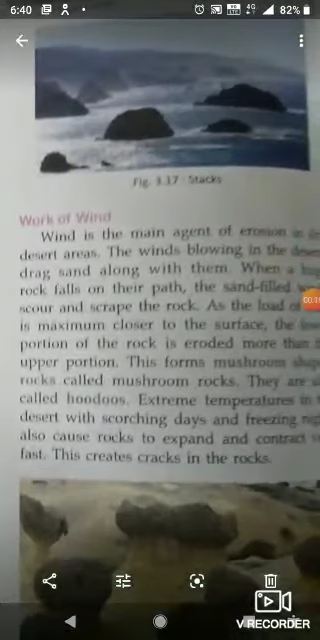 6:40
4G
82%
Fig. 3.17 Stacks
Work of Wind
Wind is the main agent of erosion in
desert areas. The winds blowing in the
drag sand along with them. When a
rock falls on their path, the sand-filled
scour and scrape the rock. As the load of
00:
is maximum closer to the surface, the
portion of the rock is eroded more than
upper portion. This forms mushroom
rocks called mushroom rocks. They are
called hoodoos. Extreme temperatures in
desert with scorching days and freezing
also cause rocks to expand and contract
fast. This creates cracks in the rocks.
V RECORDER